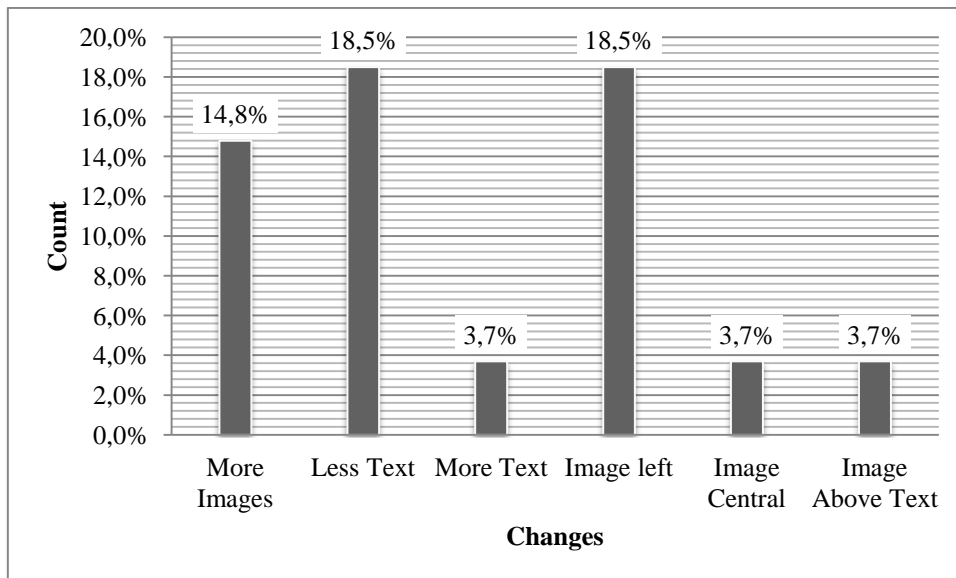 20,0%
18,0%
16,0%
14,0%
12,0%
10,0%
8,0%
6,0%
4,0%
2,0%
0,0%
Count
14,8%
18,5%
3,7%
18,5%
3,7%
3,7%
More
Images
Less Text
More Text
Image left
Image
Central
Image
Above Text
Changes